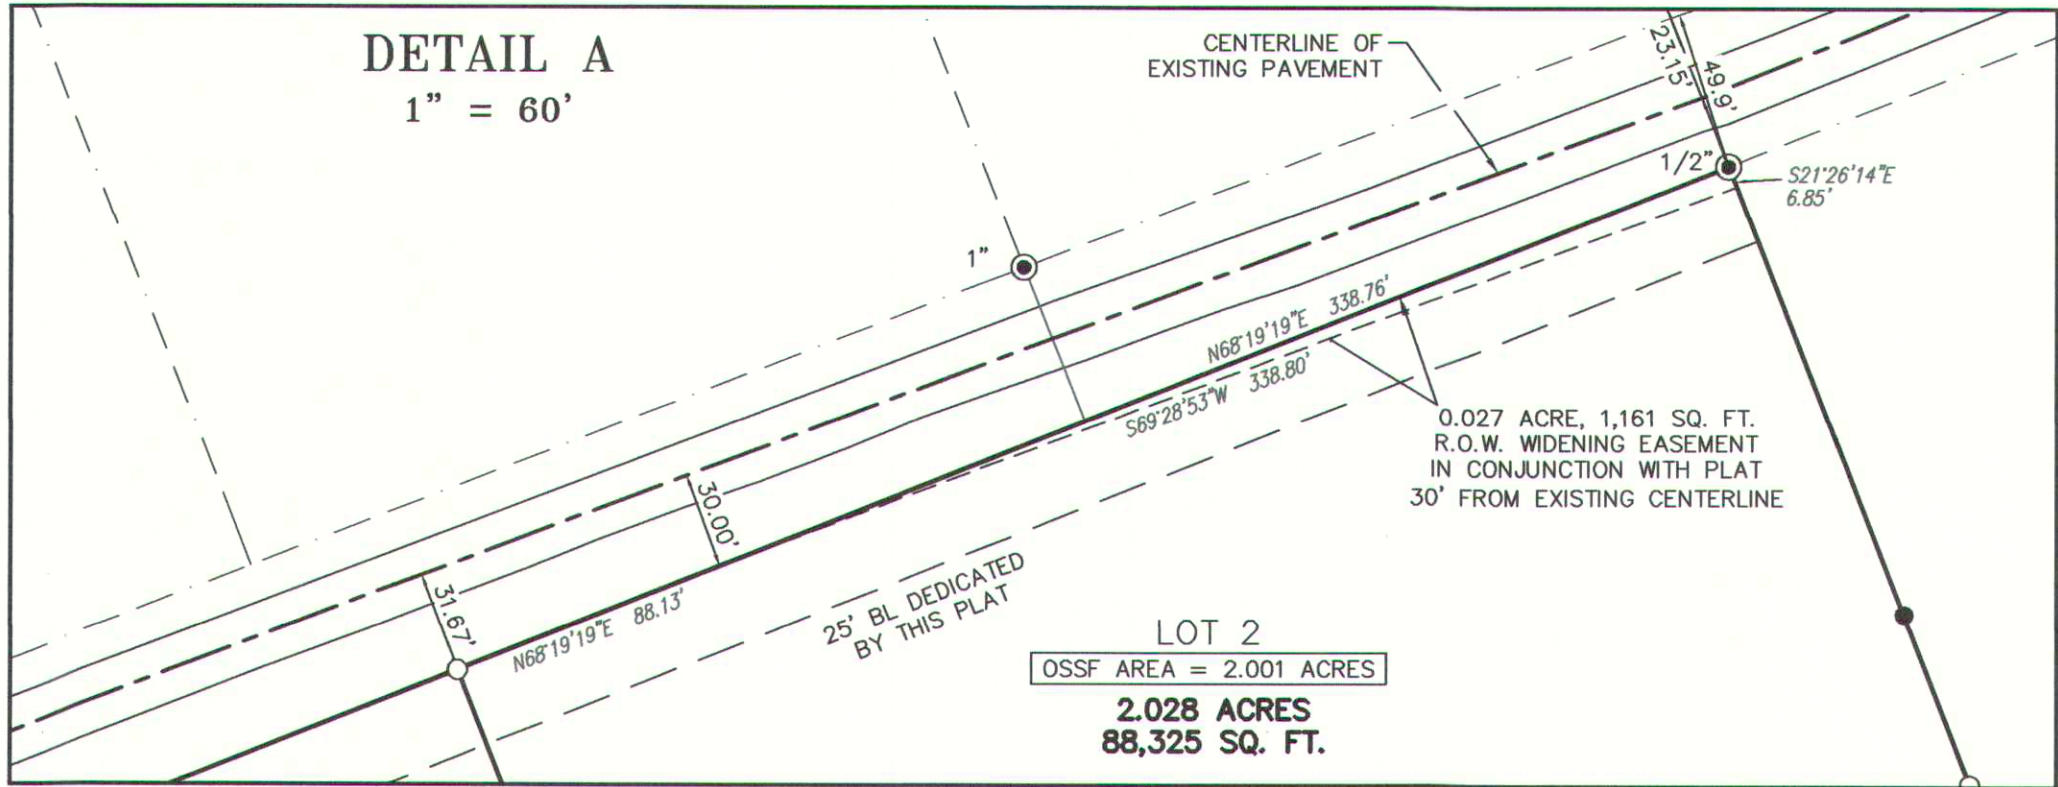 DETAIL A
1" = 60'
CENTERLINE OF
EXISTING PAVEMENT
23.15'
49.9'
1/2"
S21°26'14"E
6.85'
1"
N68°19'19"E 338.76'
S69°28'53"W 338.80'
0.027 ACRE, 1,161 SQ. FT.
R.O.W. WIDENING EASEMENT
IN CONJUNCTION WITH PLAT
30' FROM EXISTING CENTERLINE
30.00'
31.67'
N68°19'19"E 88.13'
25' BL DEDICATED
BY THIS PLAT
LOT 2
OSSF AREA = 2.001 ACRES
2.028 ACRES
88,325 SQ. FT.